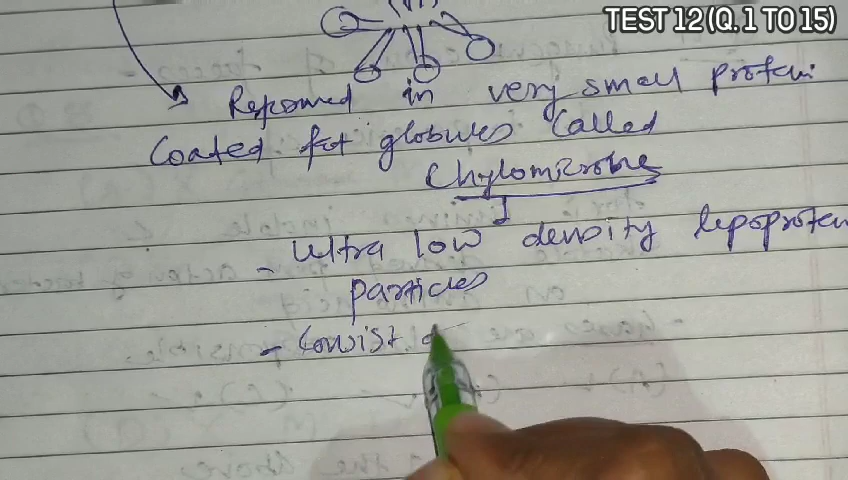 TEST 12 (Q. 1 TO 15)
Reformed in very small protein
Coated fat globules called
Chylomicrons
- Ultra low density lipoprotein
particles
- Consist o